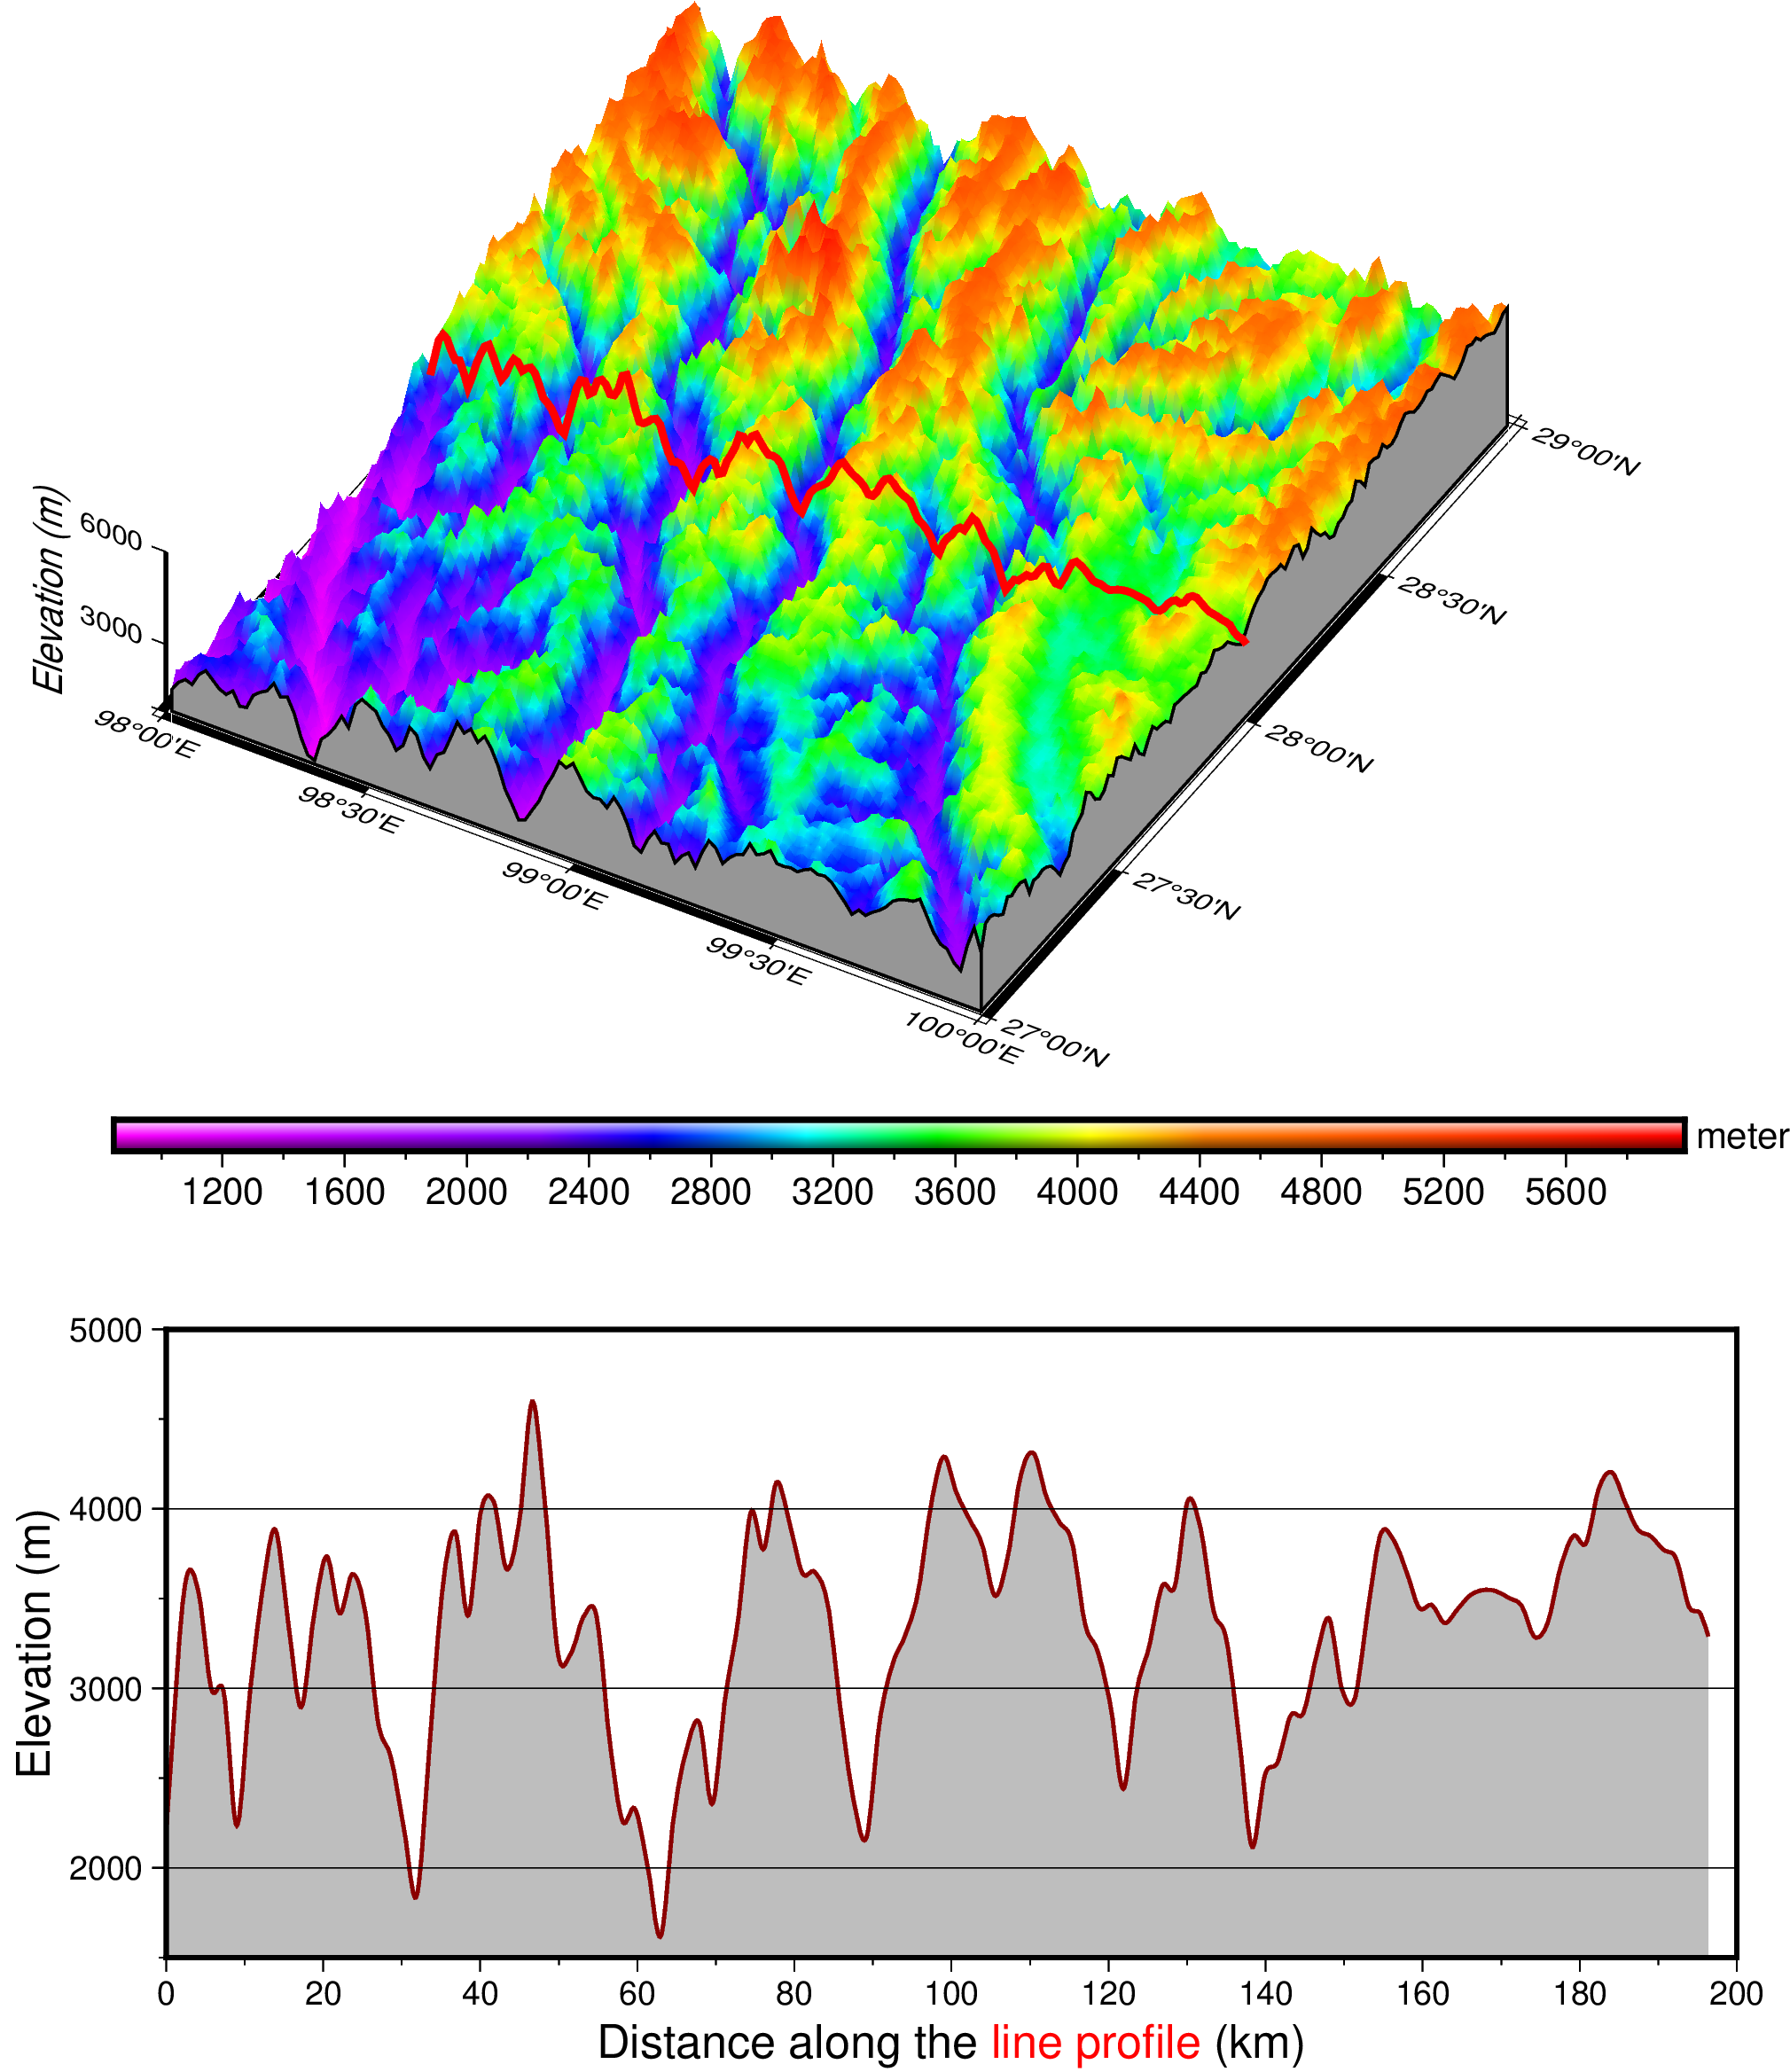 29°00'N
6000
Elevation (m)
28°30'N
3000
98°00'E
28°00'N
98°30'E
99°00'E
27°30'N
99°30'E
100°00'E
27°00'N
meter
1200 1600 2000 2400 2800 3200 3600 4000 4400 4800 5200 5600
5000
4000
Elevation (m)
3000
2000
0 20 40 60 80 100 120 140 160 180 200
Distance along the line profile (km)